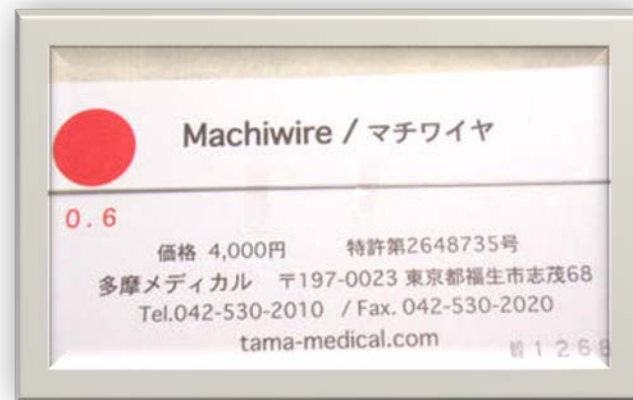 Machiwire / マチワイヤ
0.6
価格 4,000円 特許第2648735号
多摩メディカル 〒197-0023 東京都福生市志茂68
Tel.042-530-2010 / Fax. 042-530-2020
tama-medical.com
1268